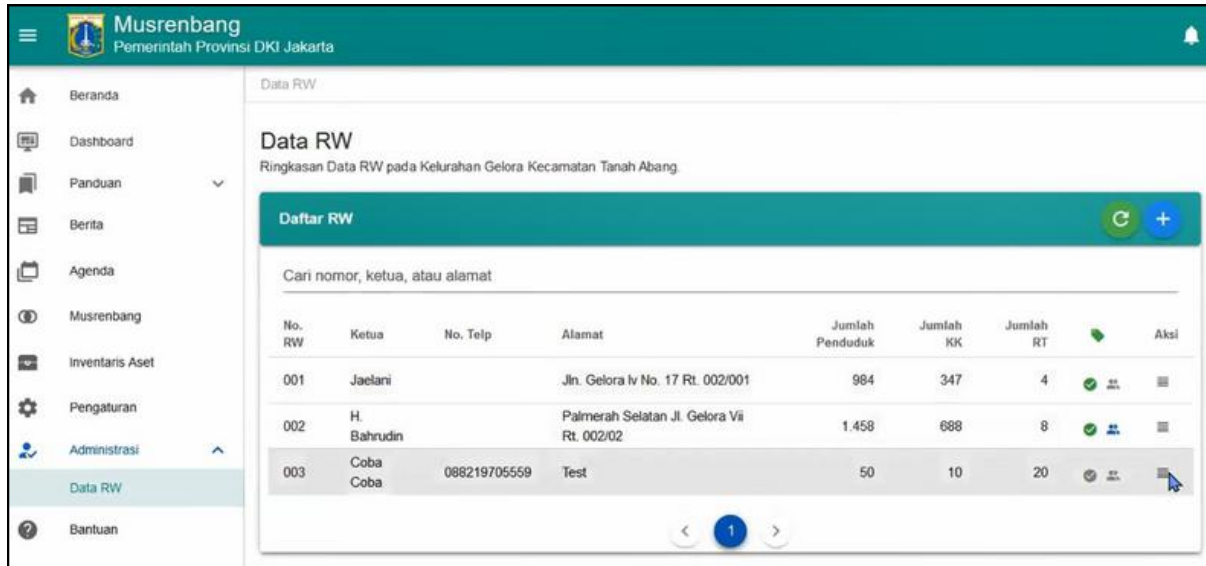 Musrenbang
Pemerintah Provinsi DKI Jakarta
Beranda
Dashboard
Panduan
Berita
Agenda
Musrenbang
Inventaris Aset
Pengaturan
Administrasi
Data RW
Bantuan
Data RW
Data RW
Ringkasan Data RW pada Kelurahan Gelora Kecamatan Tanah Abang.
Daftar RW
Cari nomor, ketua, atau alamat
No. RW Ketua No. Telp Alamat Jumlah Penduduk Jumlah KK Jumlah RT Aksi
001 Jaelani Jln. Gelora Iv No. 17 Rt. 002/001 984 347 4
002 H. Bahrudin Palmerah Selatan Jl. Gelora Vii Rt. 002/02 1.458 688 8
003 Coba Coba 088219705559 Test 50 10 20
1